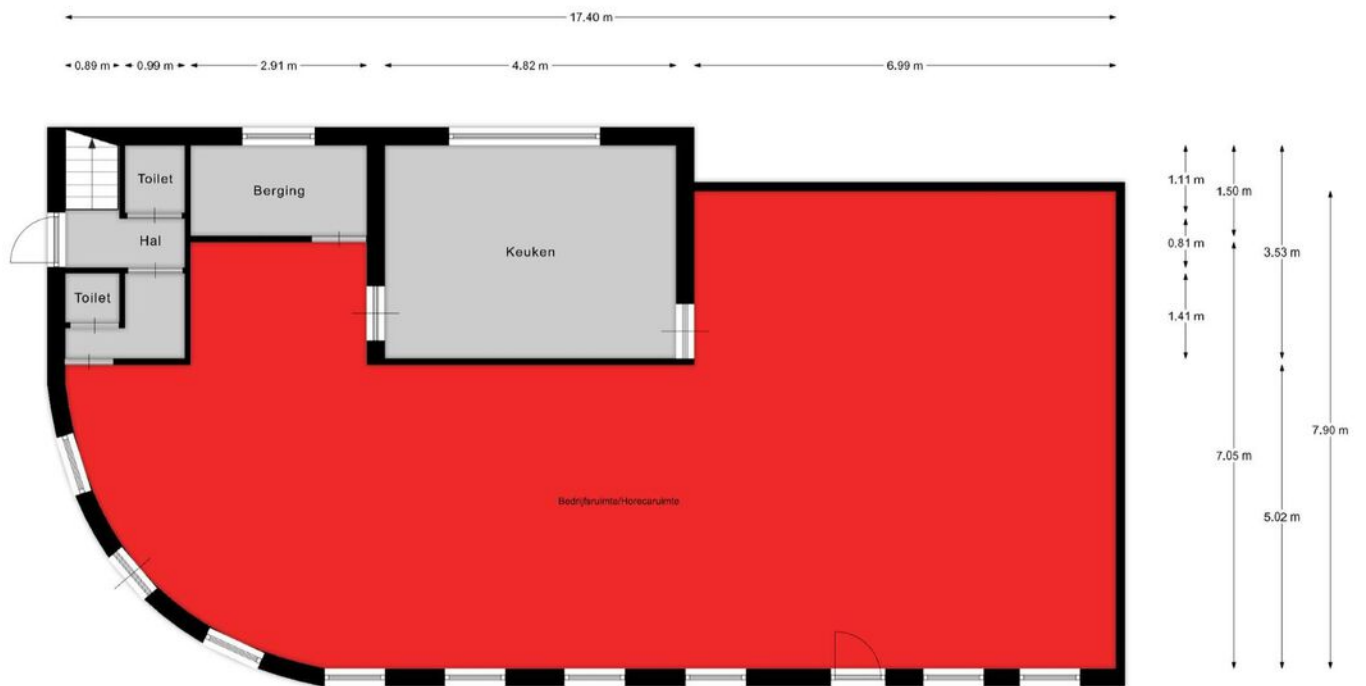 17.40 m
0.89 m 0.99 m 2.91 m 4.82 m 6.99 m
Toilet
Berging
Hal
Keuken
Toilet
Bedrijfsruimte/Horecaruimte
1.11 m
1.50 m
0.81 m
3.53 m
1.41 m
7.05 m
7.90 m
5.02 m